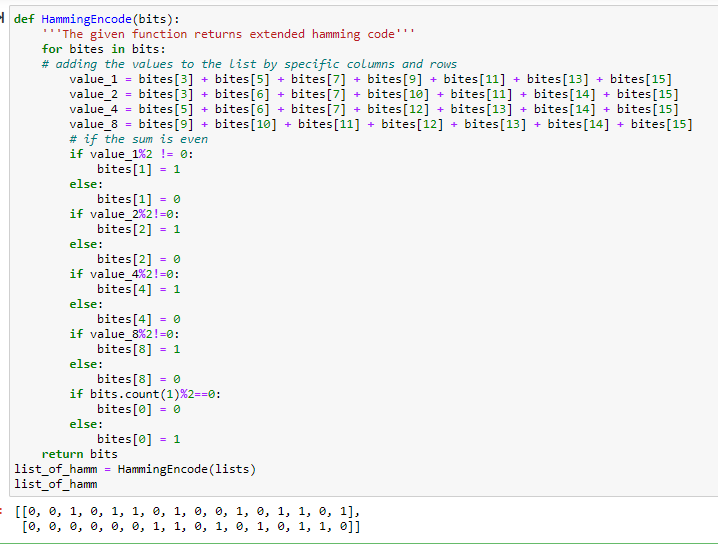 def HammingEncode(bits):
    '''The given function returns extended hamming code'''
    for bites in bits:
    # adding the values to the list by specific columns and rows
        value_1 = bites[3] + bites[5] + bites[7] + bites[9] + bites[11] + bites[13] + bites[15]
        value_2 = bites[3] + bites[6] + bites[7] + bites[10] + bites[11] + bites[14] + bites[15]
        value_4 = bites[5] + bites[6] + bites[7] + bites[12] + bites[13] + bites[14] + bites[15]
        value_8 = bites[9] + bites[10] + bites[11] + bites[12] + bites[13] + bites[14] + bites[15]
        # if the sum is even
        if value_1%2 != 0:
            bites[1] = 1
        else:
            bites[1] = 0
        if value_2%2!=0:
            bites[2] = 1
        else:
            bites[2] = 0
        if value_4%2!=0:
            bites[4] = 1
        else:
            bites[4] = 0
        if value_8%2!=0:
            bites[8] = 1
        else:
            bites[8] = 0
        if bits.count(1)%2==0:
            bites[0] = 0
        else:
            bites[0] = 1
    return bits
list_of_hamm = HammingEncode(lists)
list_of_hamm
[[0, 0, 1, 0, 1, 1, 0, 1, 0, 0, 1, 0, 1, 1, 0, 1],
 [0, 0, 0, 0, 0, 0, 1, 1, 0, 1, 0, 1, 0, 1, 1, 0]]